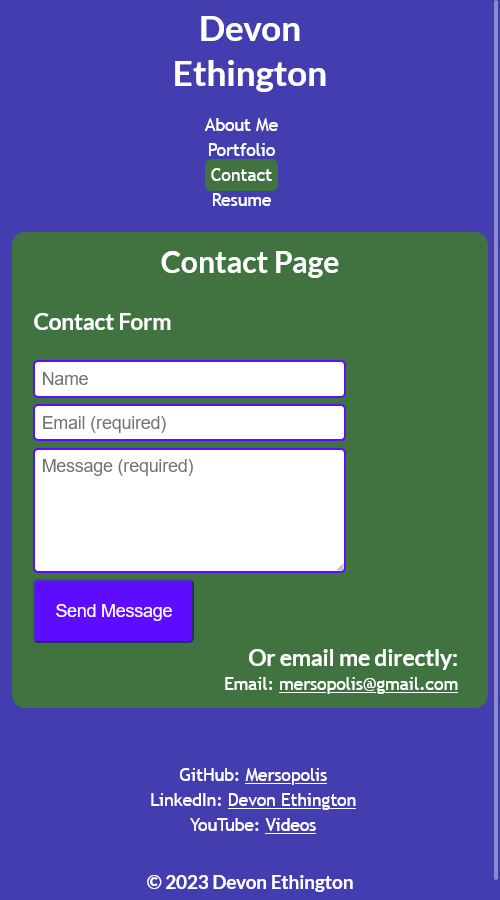 Devon
Ethington
About Me
Portfolio
Contact
Resume
Contact Page
Contact Form
Name
Email (required)
Message (required)
Send Message
Or email me directly:
Email: mersopolis@gmail.com
GitHub: Mersopolis
LinkedIn: Devon Ethington
YouTube: Videos
© 2023 Devon Ethington